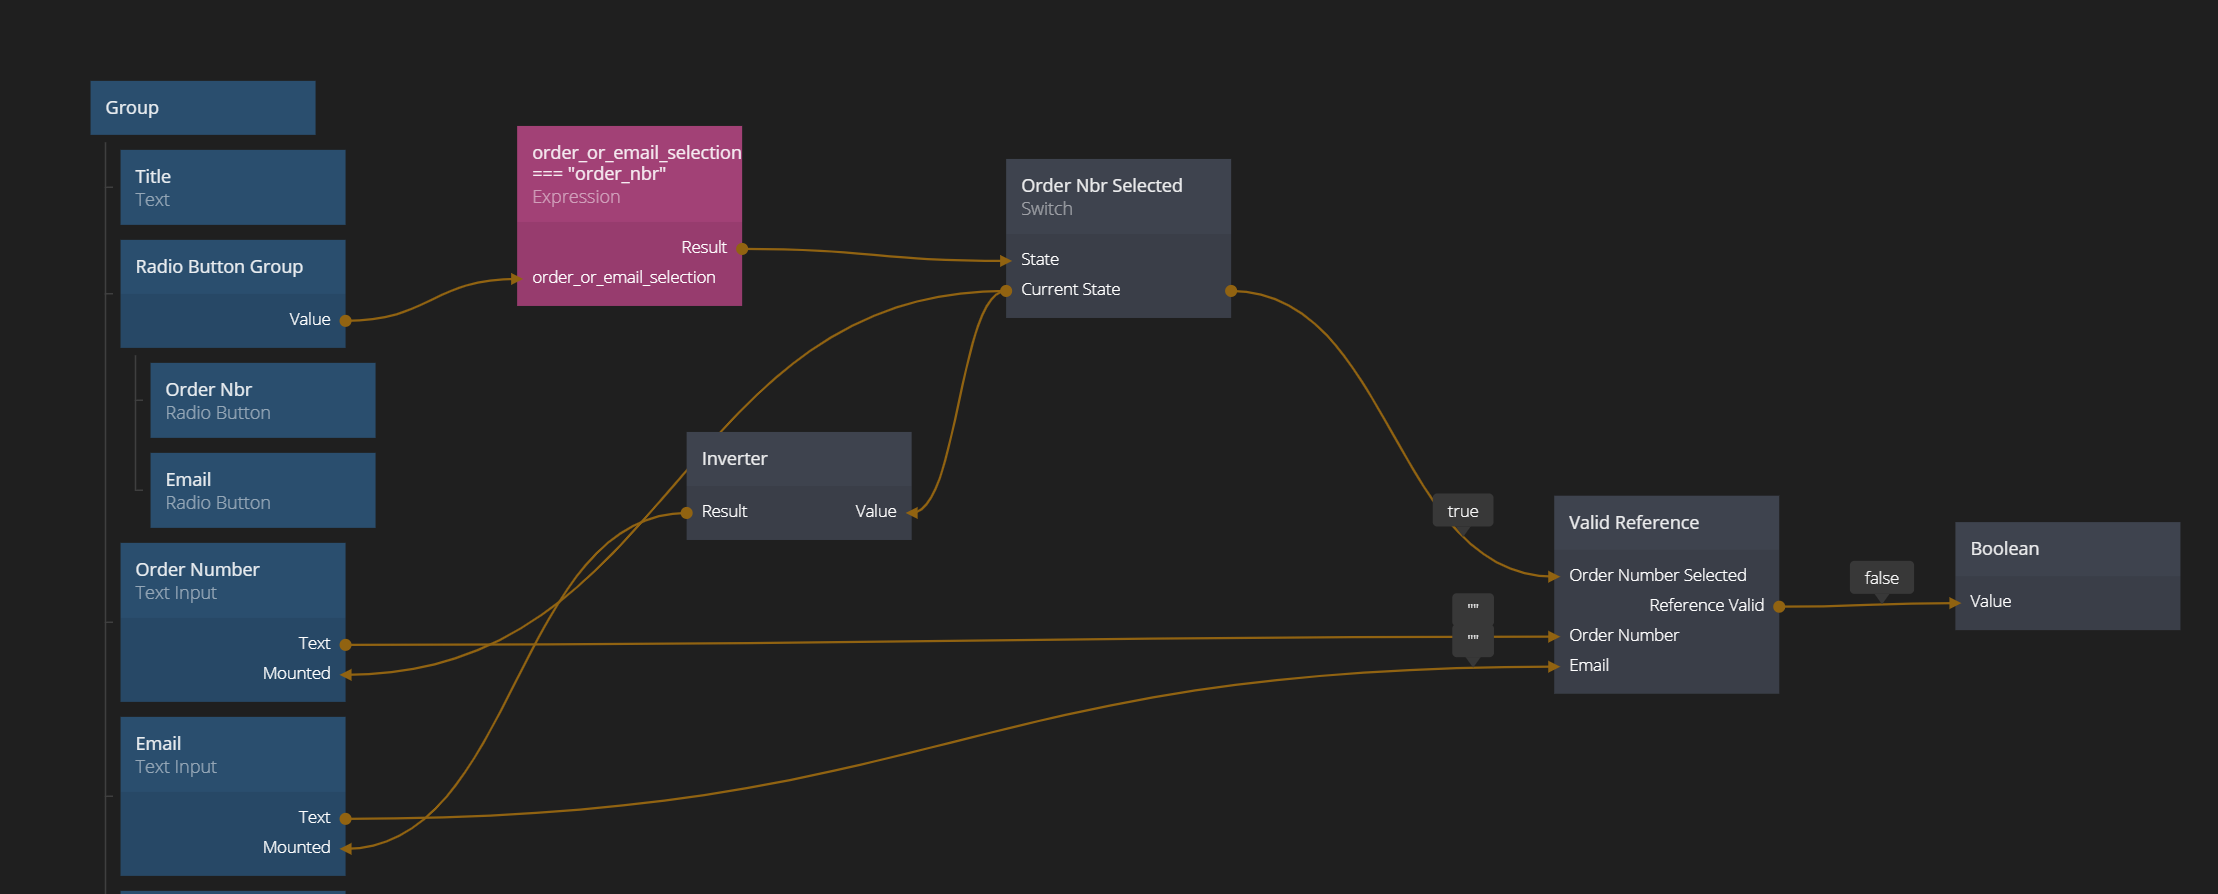 Group
Title
Text
Radio Button Group
Value
Order Nbr
Radio Button
Email
Radio Button
Order Number
Text Input
Text
Mounted
Email
Text Input
Text
Mounted
order_or_email_selection
=== "order_nbr"
Expression
Result
order_or_email_selection
Inverter
Result Value
Order Nbr Selected
Switch
State
Current State
true
""
""
Valid Reference
Order Number Selected
Reference Valid
Order Number
Email
false
Boolean
Value